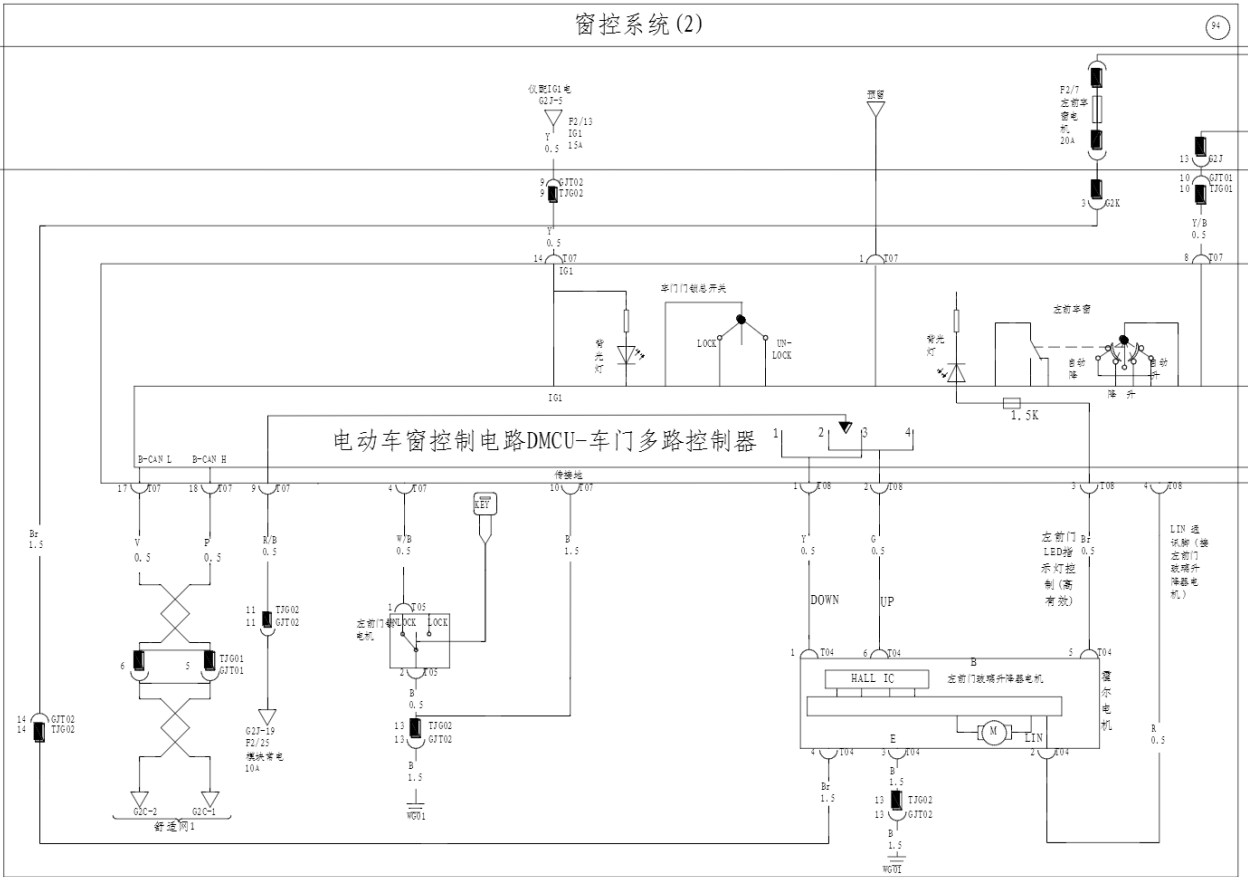 窗控系统(2)
94
仪配IG1电
G2J-5
F2/13
IG1
15A
Y
0.5
预留
F2/7
左前车
窗电
机
20A
9
GJT02
9
TJG02
3
G2K
13
G2J
10
GJT01
10
TJG01
Y
0.5
Y/B
0.5
14
T07
IG1
1
T07
8
T07
车门门锁总开关
背
光
灯
LOCK
UN-
LOCK
背光
灯
左前车窗
自动
降
自动
升
降 升
IG1
1.5K
电动车窗控制电路DMCU-车门多路控制器
1
2
3
4
B-CAN L
B-CAN H
传接地
17
T07
18
T07
9
T07
4
T07
10
T07
1
T08
2
T08
3
T08
4
T08
KEY
Br
1.5
V
0.5
P
0.5
R/B
0.5
W/B
0.5
B
1.5
Y
0.5
G
0.5
左前门
LED指
示灯控
制(高
有效)
Br
0.5
LIN 通
讯脚(接
左前门
玻璃升
降器电
机)
DOWN
UP
11
TJG02
11
GJT02
1
T05
左前门锁
电机
NLOCK
LOCK
2
T05
6
5
TJG01
GJT01
1
T04
6
T04
5
T04
B
HALL IC
左前门玻璃升降器电机
霍
尔
电
机
M
LIN
E
4
T04
3
T04
2
T04
B
0.5
13
TJG02
13
GJT02
B
1.5
WG01
14
GJT02
14
TJG02
G2J-19
F2/25
模块常电
10A
G2C-2
G2C-1
舒适网1
Br
1.5
B
1.5
13
TJG02
13
GJT02
B
1.5
WG01
R
0.5